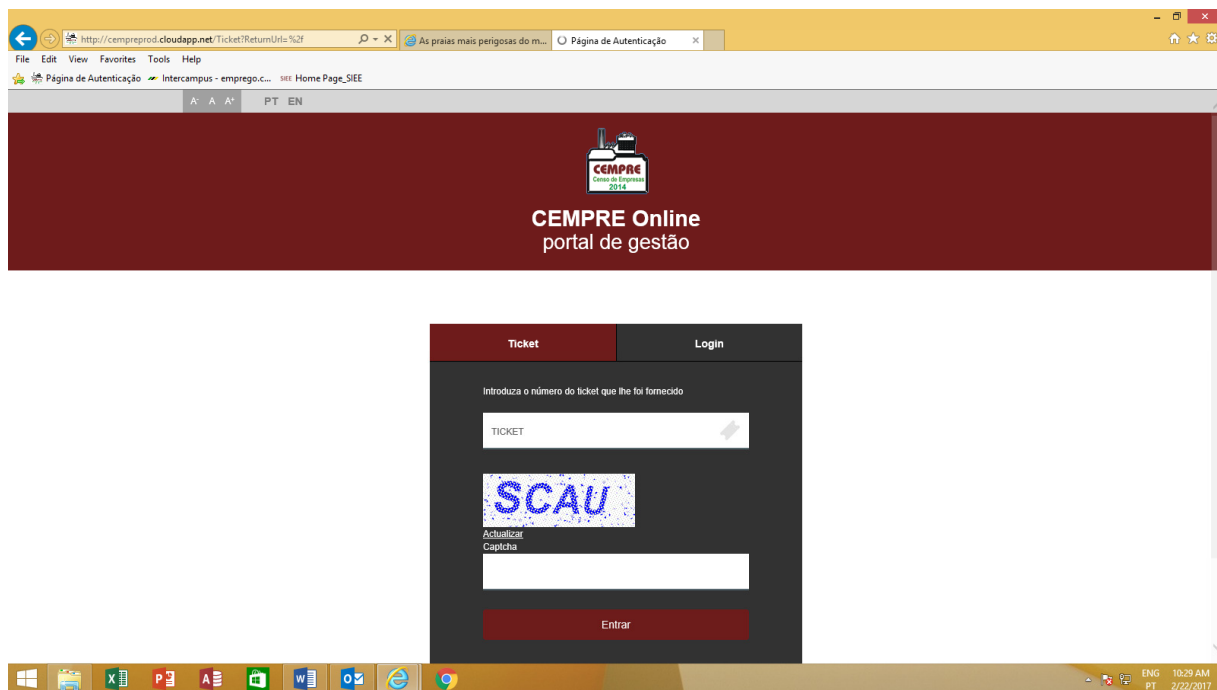 http://cempreprod.cloudapp.net/Ticket?ReturnUrl=%2f
As praias mais perigosas do m...
Página de Autenticação
File Edit View Favorites Tools Help
Página de Autenticação Intercampus - emprego.c... SIEE Home Page_SIEE
A- A A+ PT EN
CEMPRE
Censo de Empresas
2014
CEMPRE Online
portal de gestão
Ticket Login
Introduza o número do ticket que lhe foi fornecido
TICKET
SCAU
Actualizar
Captcha
Entrar
ENG 10:29 AM
PT 2/22/2017